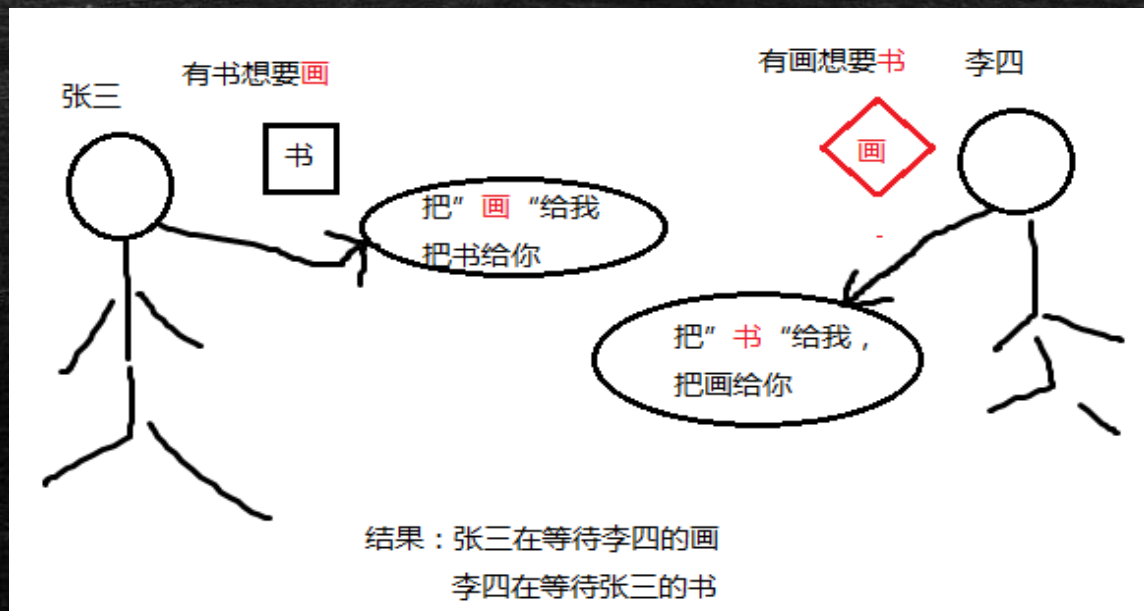 张三
有书想要画
书
把”画“给我
把书给你
有画想要书
李四
画
把”书“给我，
把画给你
结果：张三在等待李四的画
李四在等待张三的书